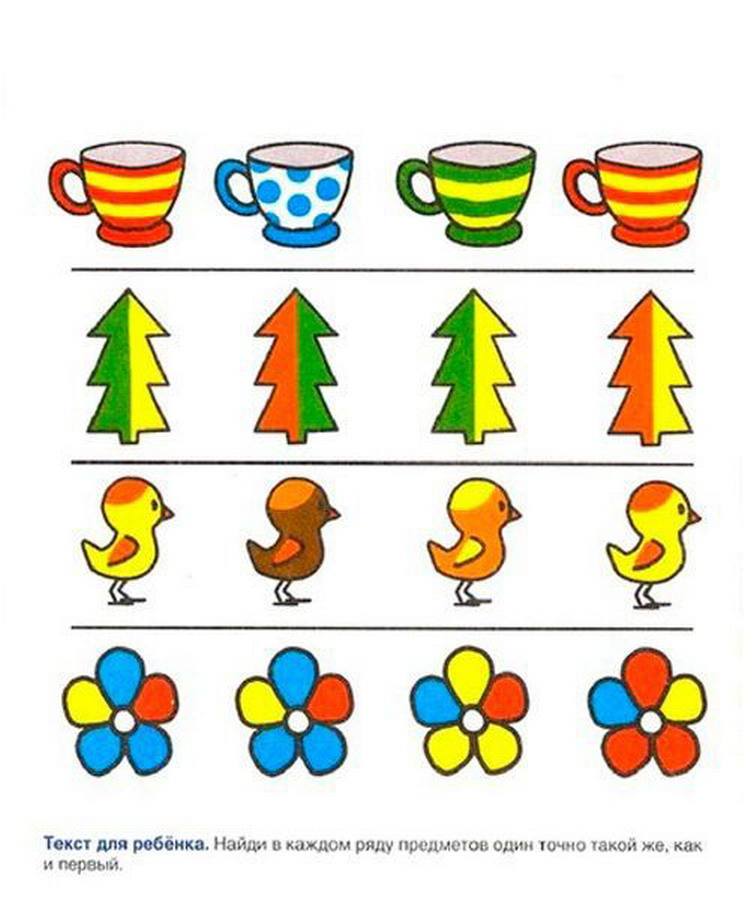 Текст для ребёнка. Найди в каждом ряду предметов один точно такой же, как
и первый.